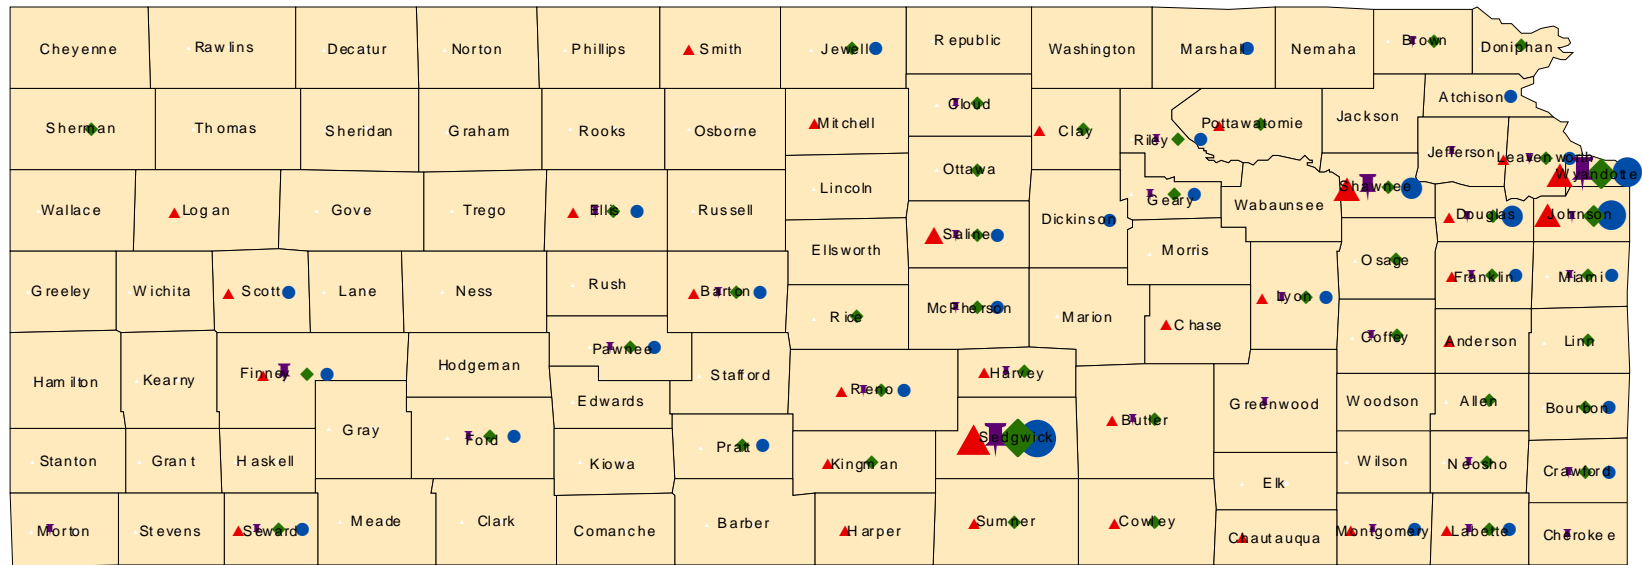 Cheyenne
Rawlins
Decatur
Norton
Phillips
Smith
Jewell
Republic
Washington
Marshall
Nemaha
Brown
Doniphan
Sherman
Thomas
Sheridan
Graham
Rooks
Osborne
Mitchell
Cloud
Clay
Riley
Pottawatomie
Jackson
Atchison
Jefferson
Leavenworth
Wyandotte
Wallace
Logan
Gove
Trego
Ellis
Russell
Lincoln
Ottawa
Saline
Dickinson
Geary
Wabaunsee
Shawnee
Douglas
Johnson
Greeley
Wichita
Scott
Lane
Ness
Rush
Barton
Ellsworth
Rice
McPherson
Marion
Morris
Chase
Lyon
Osage
Franklin
Miami
Hamilton
Kearny
Finney
Hodgeman
Pawnee
Edwards
Stafford
Reno
Harvey
Sedgwick
Butler
Greenwood
Coffey
Anderson
Linn
Woodson
Allen
Bourbon
Stanton
Grant
Haskell
Gray
Ford
Kiowa
Pratt
Kingman
Elk
Wilson
Neosho
Crawford
Morton
Stevens
Seward
Meade
Clark
Comanche
Barber
Harper
Sumner
Cowley
Chautauqua
Montgomery
Labette
Cherokee